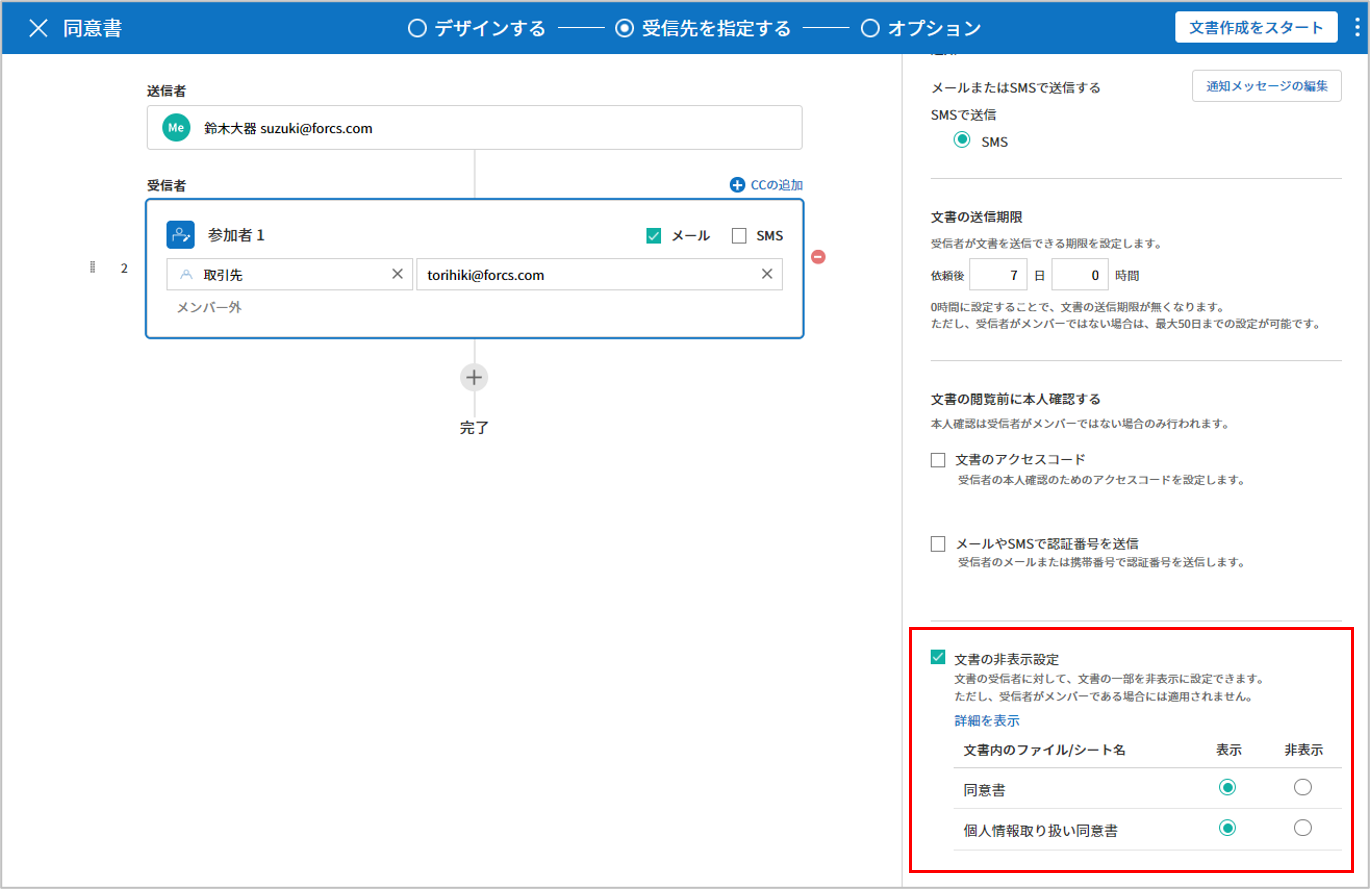 同意書
デザインする
受信先を指定する
オプション
文書作成をスタート
送信者
Me
鈴木大器 suzuki@forcs.com
受信者
CCの追加
参加者 1
メール
SMS
2
取引先
torihiki@forcs.com
メンバー外
完了
メールまたはSMSで送信する
通知メッセージの編集
SMSで送信
SMS
文書の送信期限
受信者が文書を送信できる期限を設定します。
依頼後 7 日 0 時間
0時間に設定することで、文書の送信期限が無くなります。
ただし、受信者がメンバーではない場合は、最大50日までの設定が可能です。
文書の閲覧前に本人確認する
本人確認は受信者がメンバーではない場合のみ行われます。
文書のアクセスコード
受信者の本人確認のためのアクセスコードを設定します。
メールやSMSで認証番号を送信
受信者のメールまたは携帯番号で認証番号を送信します。
文書の非表示設定
文書の受信者に対して、文書の一部を非表示に設定できます。
ただし、受信者がメンバーである場合には適用されません。
詳細を表示
文書内のファイル/シート名 表示 非表示
同意書
個人情報取り扱い同意書